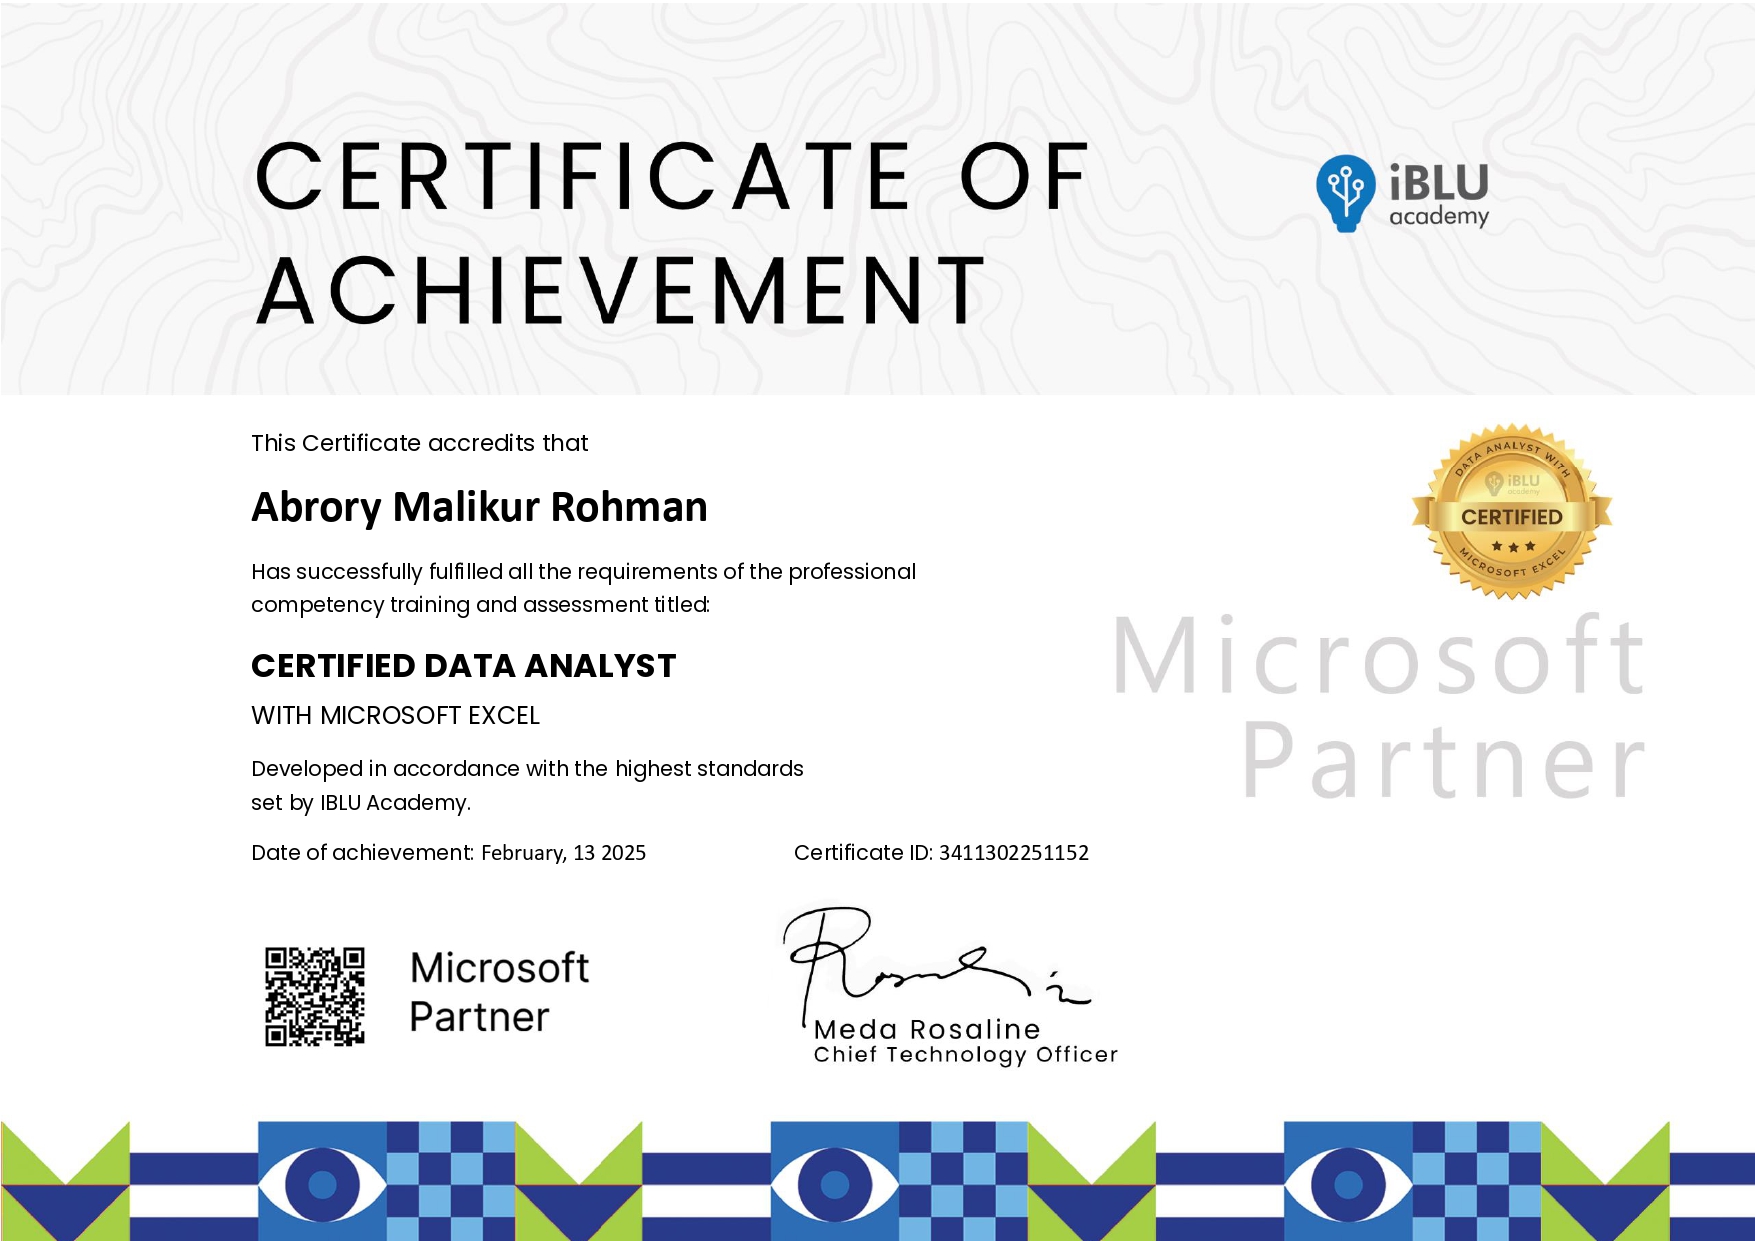 CERTIFICATE OF
ACHIEVEMENT
iBLU
academy
This Certificate accredits that
Abrory Malikur Rohman
Has successfully fulfilled all the requirements of the professional
competency training and assessment titled:
CERTIFIED DATA ANALYST
WITH MICROSOFT EXCEL
Developed in accordance with the highest standards
set by IBLU Academy.
DATA ANALYST WITH
iBLU
academy
CERTIFIED
MICROSOFT EXCEL
Microsoft
Partner
Date of achievement: February, 13 2025
Certificate ID: 3411302251152
Microsoft
Partner
Meda Rosaline
Chief Technology Officer